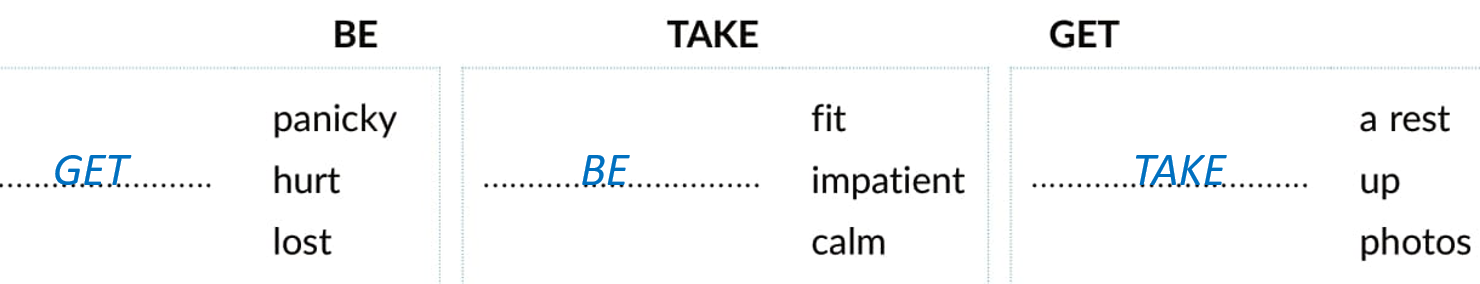 BE TAKE GET
panicky
GET hurt
lost
fit
BE impatient
calm
a rest
TAKE up
photos